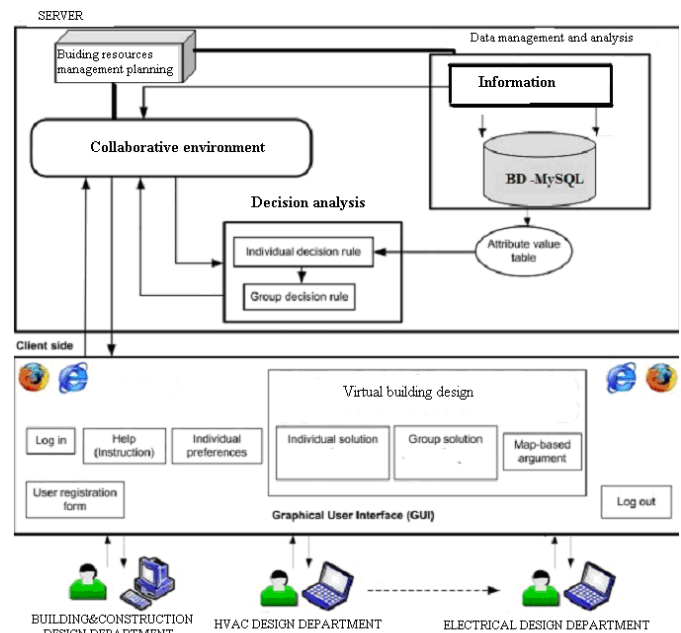 SERVER
Data management and analysis
Buiding resources
management planning
Information
Collaborative environment
BD -MySQL
Decision analysis
Attribute value
table
Individual decision rule
Group decision rule
Client side
Virtual building design
Log in
Help
(Instruction)
Individual
preferences
Individual solution
Group solution
Map-based
argument
User registration
form
Log out
Graphical User Interface (GUI)
BUILDING&CONSTRUCTION
DESIGN DEPARTMENT
HVAC DESIGN DEPARTMENT
ELECTRICAL DESIGN DEPARTMENT